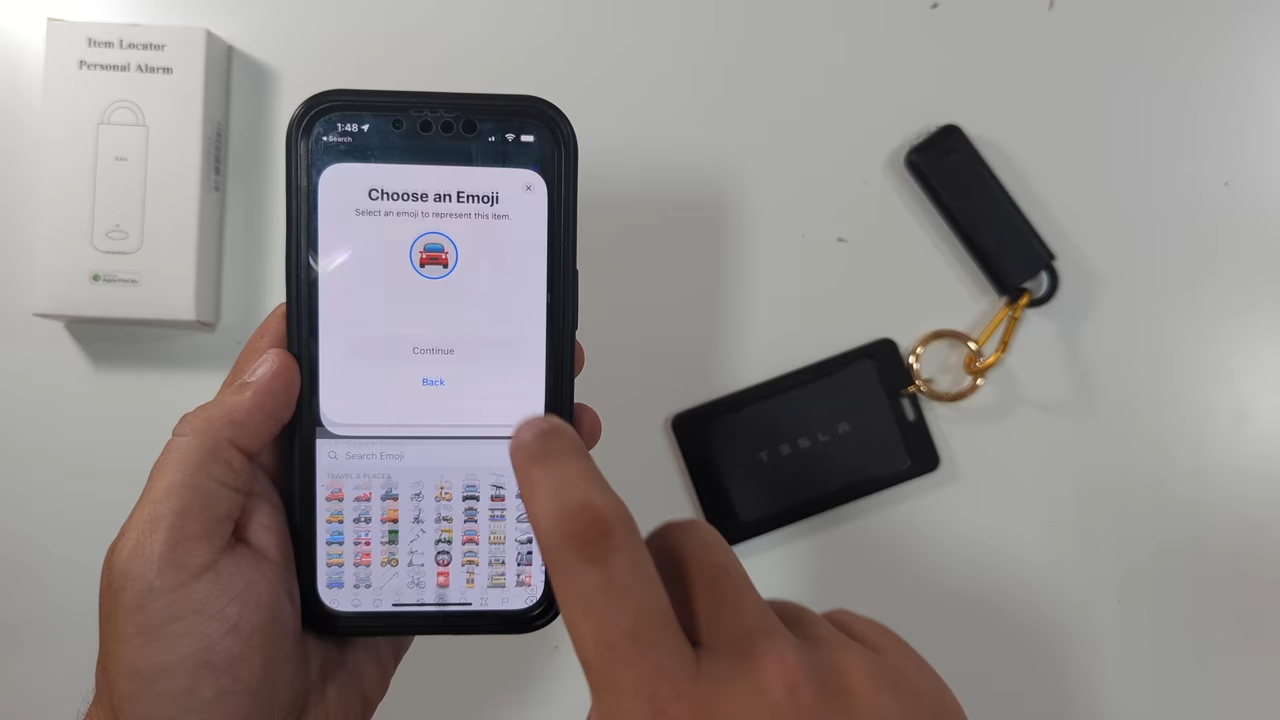 Item Locator
Personal Alarm
1:48
Search
Choose an Emoji
Select an emoji to represent this item.
Continue
Back
Search Emoji
TRAVEL & PLACES
TESLA